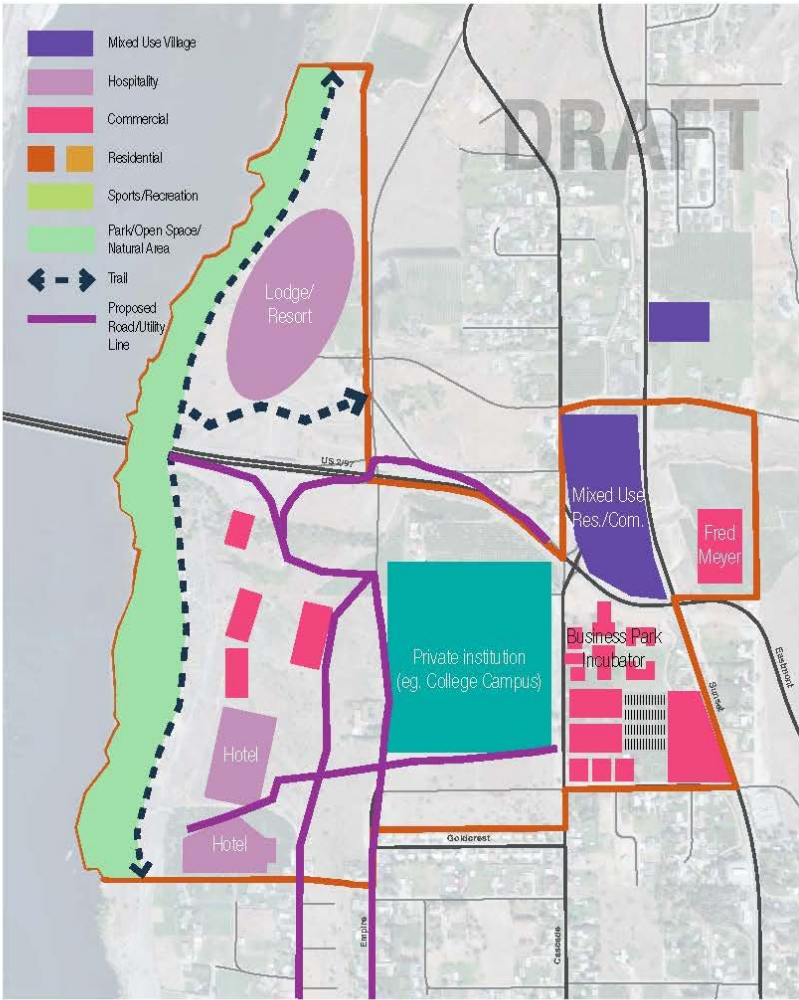 Mixed Use Village
Hospitality
Commercial
Residential
Sports/Recreation
Park/Open Space/
Natural Area
Trail
Proposed
Road/Utility
Line
DRAFT
Lodge/
Resort
US 2/97
Mixed Use
Res./Com.
Fred
Meyer
Private institution
(eg. College Campus)
Business Park
Incubator
Eastmont
Sunset
Hotel
Hotel
Goldcrest
Empire
Cascade